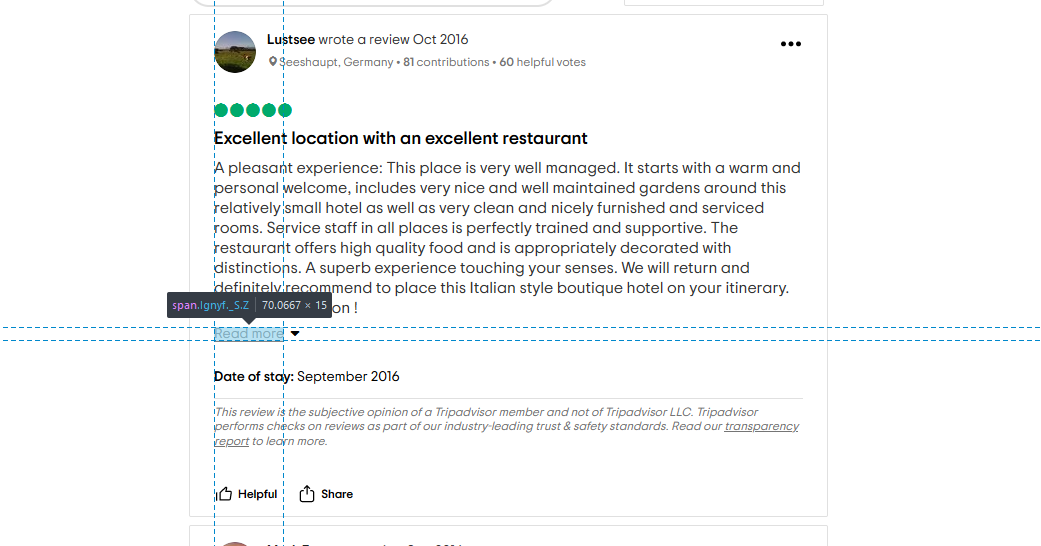 Lustsee wrote a review Oct 2016
Seeshaupt, Germany • 81 contributions • 60 helpful votes
Excellent location with an excellent restaurant
A pleasant experience: This place is very well managed. It starts with a warm and
personal welcome, includes very nice and well maintained gardens around this
relatively small hotel as well as very clean and nicely furnished and serviced
rooms. Service staff in all places is perfectly trained and supportive. The
restaurant offers high quality food and is appropriately decorated with
distinctions. A superb experience touching your senses. We will return and
definitely recommend to place this Italian style boutique hotel on your itinerary.
span.lgnyf._S.Z 70.0667 × 15
on !
Read more
Date of stay: September 2016
This review is the subjective opinion of a Tripadvisor member and not of Tripadvisor LLC. Tripadvisor
performs checks on reviews as part of our industry-leading trust & safety standards. Read our transparency
report to learn more.
Helpful Share